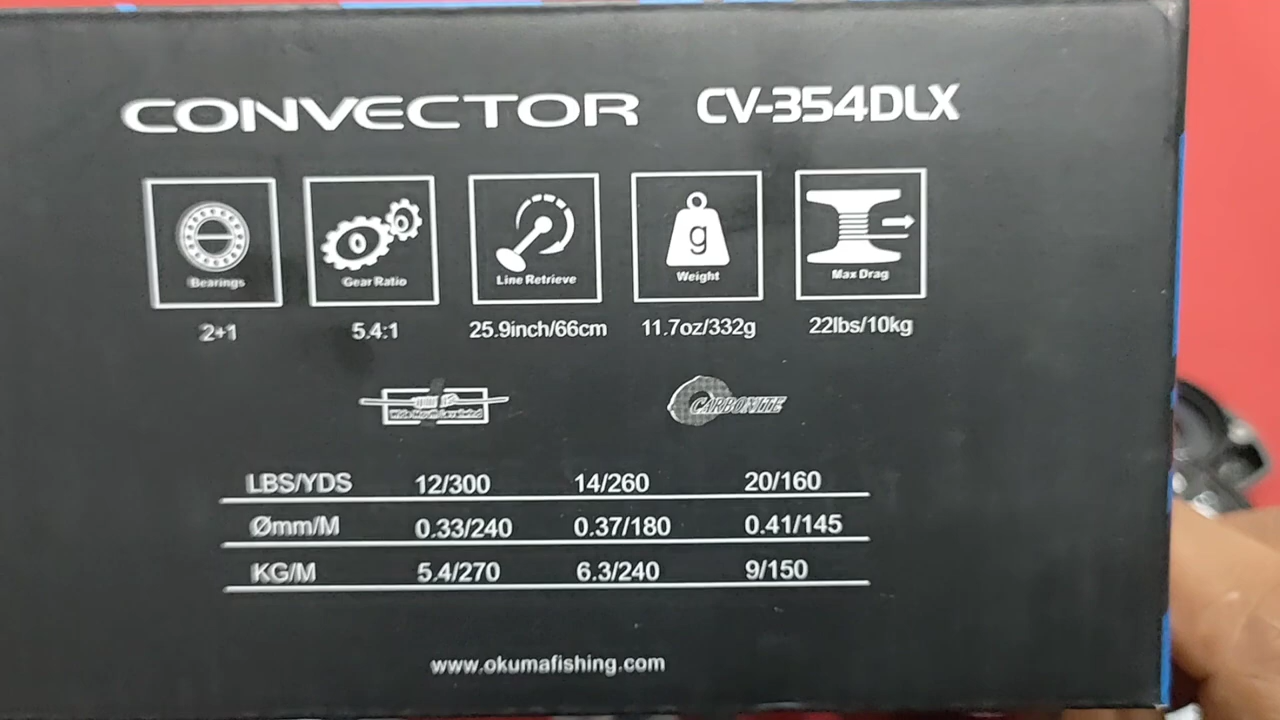 CONVECTOR CV-354DLX
Bearings Gear Ratio Line Retrieve g Weight Max Drag
2+1 5.4:1 25.9inch/66cm 11.7oz/332g 22lbs/10kg
CARBONITE
LBS/YDS 12/300 14/260 20/160
Ømm/M 0.33/240 0.37/180 0.41/145
KG/M 5.4/270 6.3/240 9/150
www.okumafishing.com